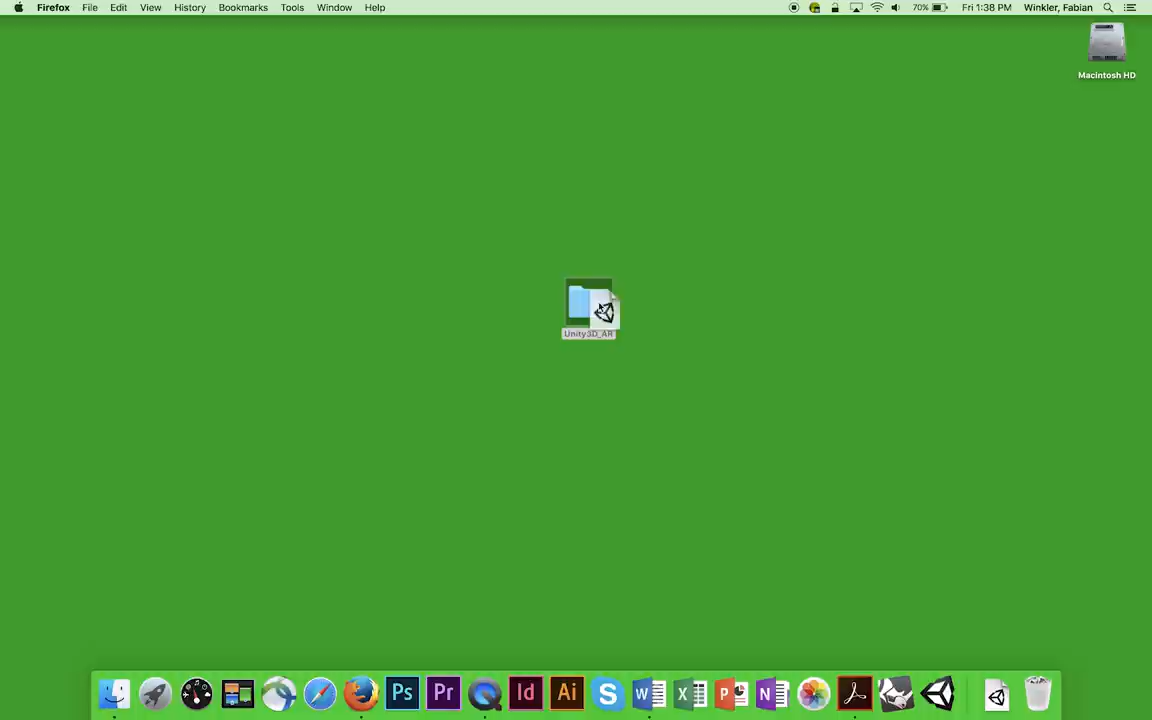 Firefox File Edit View History Bookmarks Tools Window Help 70% Fri 1:38 PM Winkler, Fabian
Macintosh HD
Unity3D_AR
Ps Pr Id Ai S W X P N